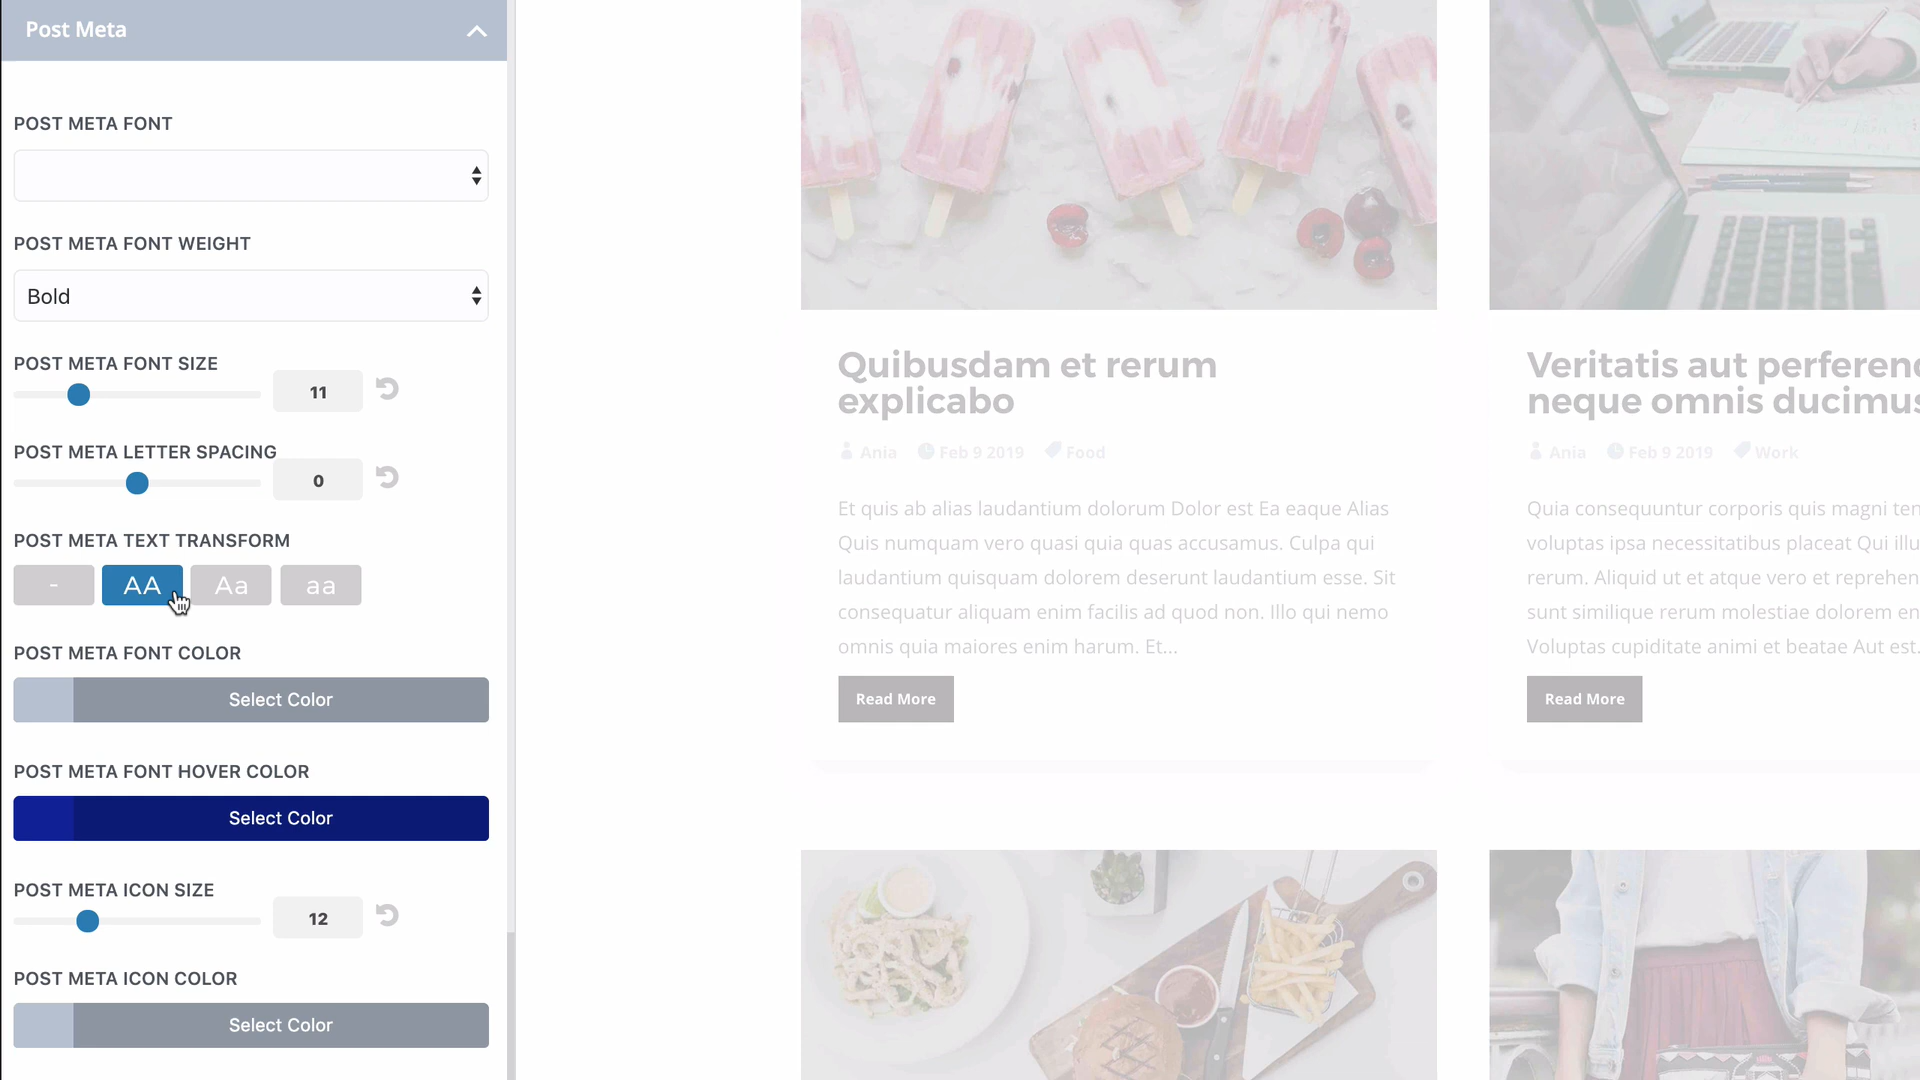 Post Meta
POST META FONT
POST META FONT WEIGHT
Bold
POST META FONT SIZE
11
POST META LETTER SPACING
0
POST META TEXT TRANSFORM
- AA Aa aa
POST META FONT COLOR
Select Color
POST META FONT HOVER COLOR
Select Color
POST META ICON SIZE
12
POST META ICON COLOR
Select Color
Quibusdam et rerum
explicabo
Ania Feb 9 2019 Food
Et quis ab alias laudantium dolorum Dolor est Ea eaque Alias
Quis numquam vero quasi quia quas accusamus. Culpa qui
laudantium quisquam dolorem deserunt laudantium esse. Sit
consequatur aliquam enim facilis ad quod non. Illo qui nemo
omnis quia maiores enim harum. Et...
Read More
Veritatis aut
neque omnis
Ania Feb 9 2019 Work
Quia consequuntur corporis quis magni
voluptas ipsa necessitatibus placeat Qui
rerum. Aliquid ut et atque vero et
sunt similique rerum molestiae dolorem
Voluptas cupiditate animi et beatae Aut est.
Read More